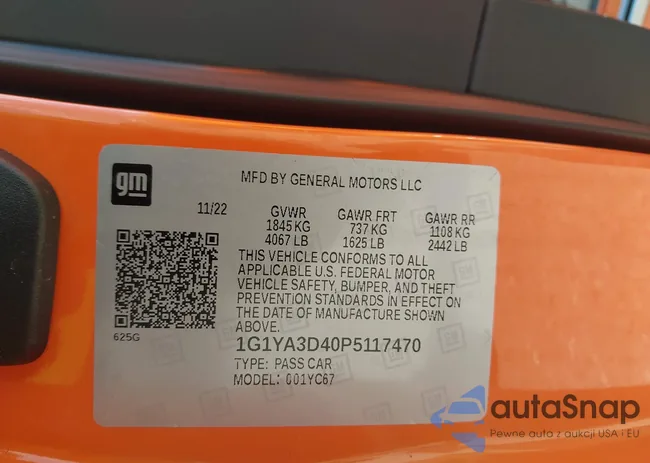 gm
MFD BY GENERAL MOTORS LLC
11/22 GVWR GAWR FRT GAWR RR
1845 KG 737 KG 1108 KG
4067 LB 1625 LB 2442 LB
THIS VEHICLE CONFORMS TO ALL
APPLICABLE U.S. FEDERAL MOTOR
VEHICLE SAFETY, BUMPER, AND THEFT
PREVENTION STANDARDS IN EFFECT ON
THE DATE OF MANUFACTURE SHOWN
ABOVE.
625G
1G1YA3D40P5117470
TYPE: PASS CAR
MODEL: 001YC67
autaSnap
Pewne auta z aukcji USA i EU